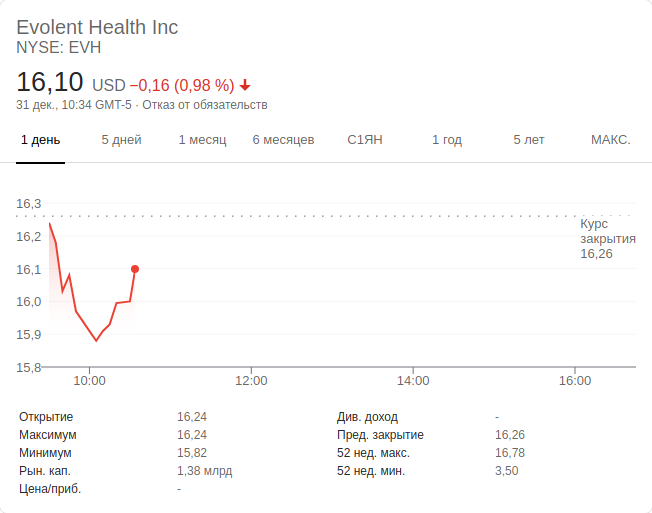 Evolent Health Inc
NYSE: EVH
16,10 USD −0,16 (0,98 %)
31 дек., 10:34 GMT-5 · Отказ от обязательств
1 день 5 дней 1 месяц 6 месяцев С1ЯН 1 год 5 лет МАКС.
16,3
16,2
16,1
16,0
15,9
15,8
Курс
закрытия
16,26
10:00 12:00 14:00 16:00
Открытие 16,24 Див. доход -
Максимум 16,24 Пред. закрытие 16,26
Минимум 15,82 52 нед. макс. 16,78
Рын. кап. 1,38 млрд 52 нед. мин. 3,50
Цена/приб. -